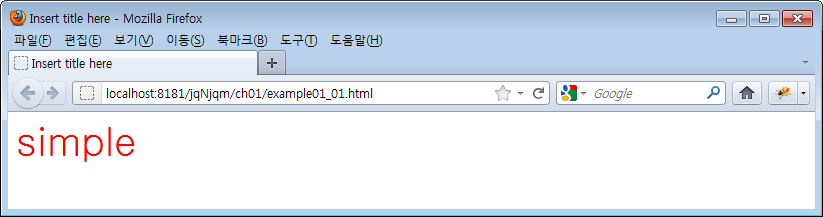 Insert title here - Mozilla Firefox
파일(F) 편집(E) 보기(V) 이동(S) 북마크(B) 도구(T) 도움말(H)
Insert title here
localhost:8181/jqNjqm/ch01/example01_01.html Google
simple